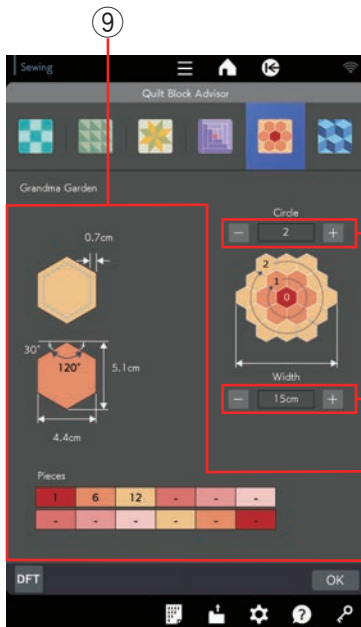 9
Sewing
Quilt Block Advisor
Grandma Garden
Circle
− 2 +
0.7cm
2
1
0
30°
120°
5.1cm
4.4cm
Width
− 15cm +
Pieces
1 6 12 - - -
- - - - - -
DFT
OK
?